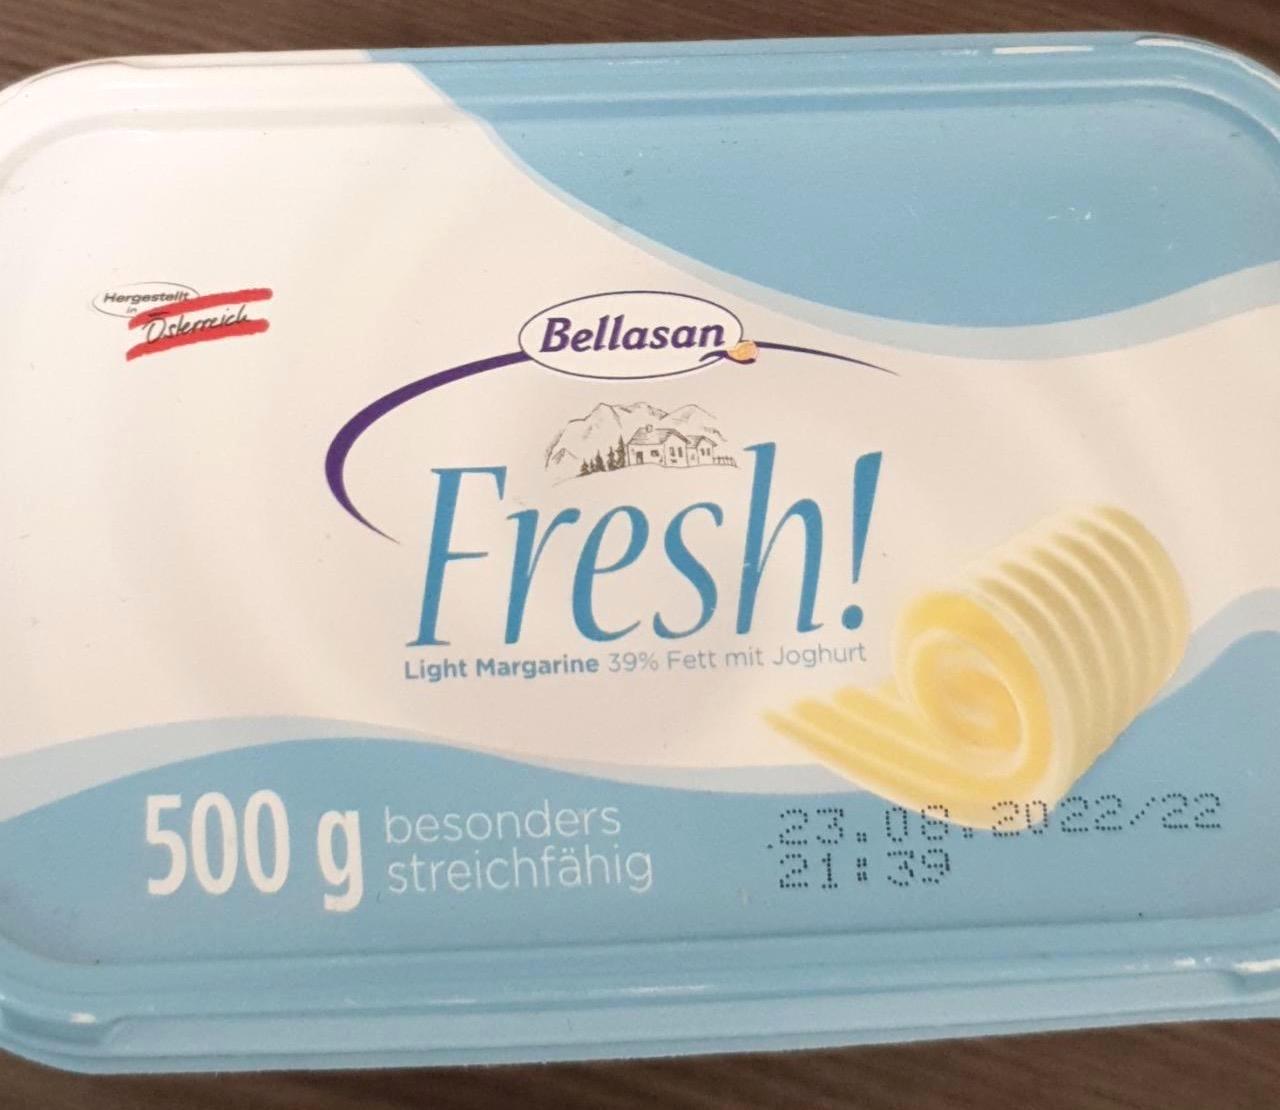 Hergestellt
in
Österreich
Bellasan
Fresh!
Light Margarine 39% Fett mit Joghurt
500 g
besonders
streichfähig
23.08.2022/22
21:39